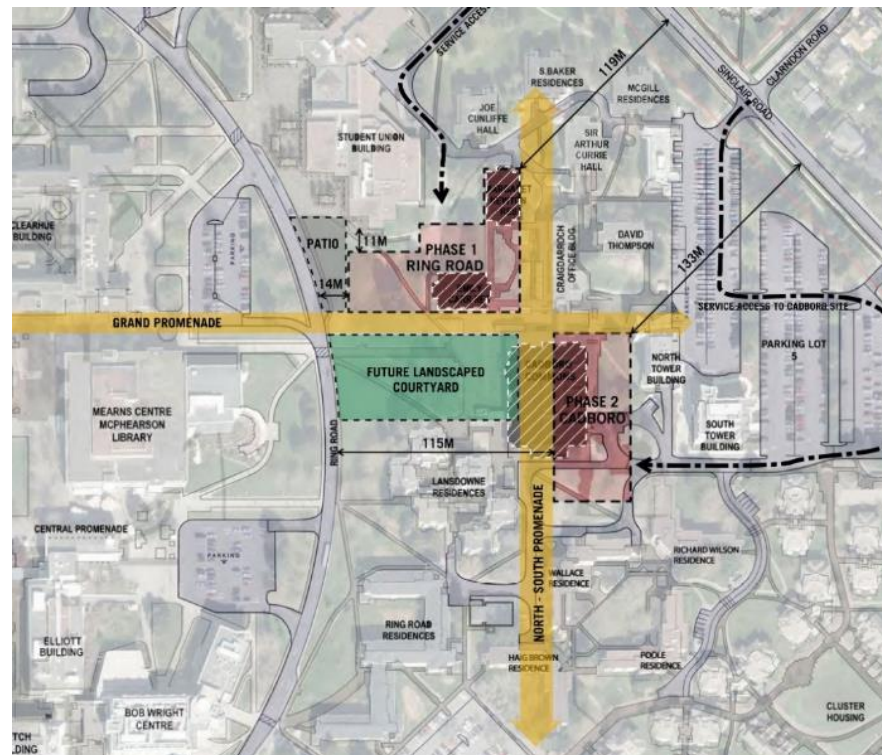 SERVICE ACCESS
119M
S.BAKER
RESIDENCES
MCGILL
RESIDENCES
SINCLAIR ROAD
CLARNDON ROAD
JOE
CUNLIFFE
HALL
SIR
ARTHUR
CURRIE
HALL
STUDENT UNION
BUILDING
CLEARHUE
BUILDING
PARKING
PATIO
11M
14M
PHASE 1
RING ROAD
CRAIGDARROCH
OFFICE BLDG.
DAVID
THOMPSON
133M
PARKING
SERVICE ACCESS TO CADBORO SITE
GRAND PROMENADE
PARKING LOT
5
FUTURE LANDSCAPED
COURTYARD
PHASE 2
CADBORO
NORTH
TOWER
BUILDING
SOUTH
TOWER
BUILDING
MEARNS CENTRE
MCPHEARSON
LIBRARY
RING ROAD
115M
LANSDOWNE
RESIDENCES
CENTRAL PROMENADE
PARKING
NORTH - SOUTH PROMENADE
RICHARD WILSON
RESIDENCE
WALLACE
RESIDENCE
ELLIOTT
BUILDING
RING ROAD
RESIDENCES
HAIG BROWN
RESIDENCE
POOLE
RESIDENCE
BOB WRIGHT
CENTRE
CLUSTER
HOUSING